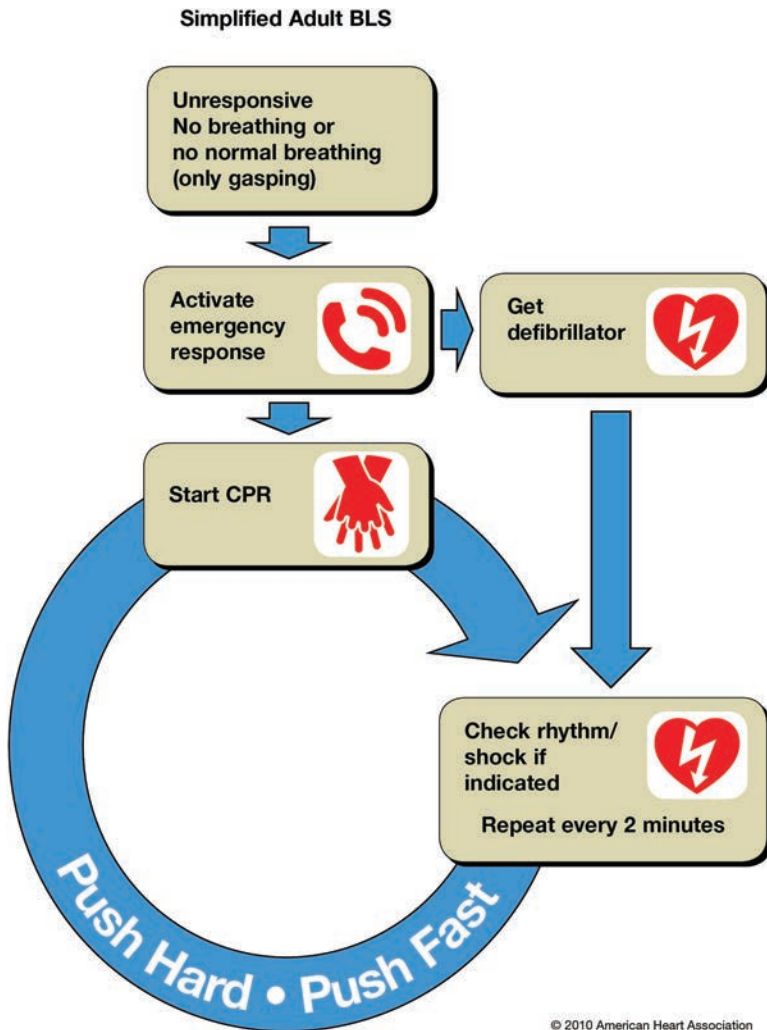 Simplified Adult BLS
Unresponsive
No breathing or
no normal breathing
(only gasping)
Activate
emergency
response
Get
defibrillator
Start CPR
Check rhythm/
shock if
indicated
Repeat every 2 minutes
Push Hard • Push Fast
© 2010 American Heart Association